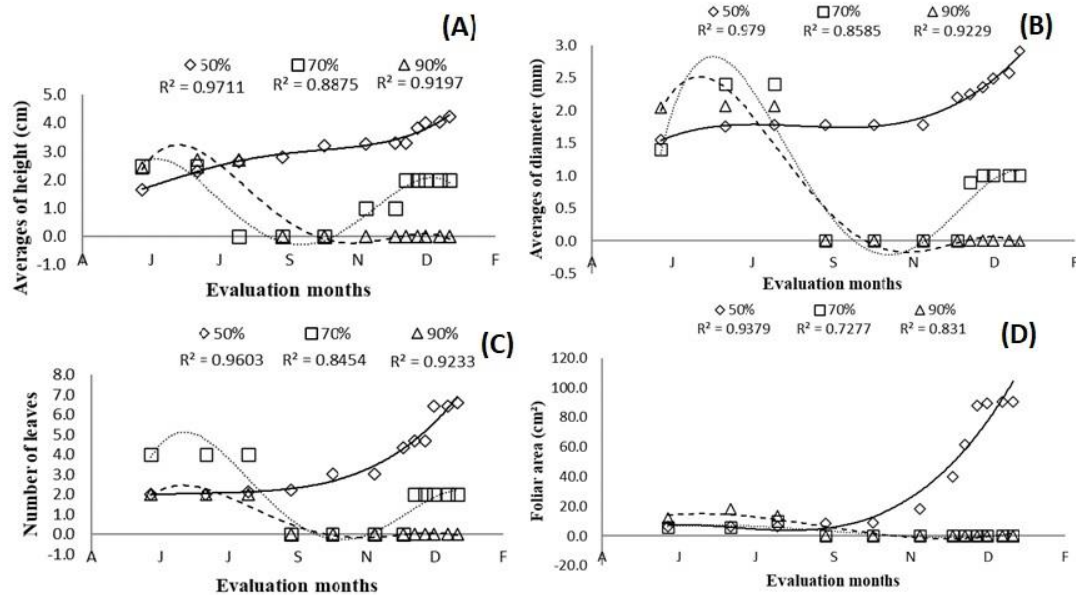 (A)
◇ 50% □ 70% △ 90%
R² = 0.9711 R² = 0.8875 R² = 0.9197
Averages of height (cm)
5.0
4.0
3.0
2.0
1.0
0.0
-1.0
A J J S N D F
Evaluation months
(B)
◇ 50% □ 70% △ 90%
R² = 0.979 R² = 0.8585 R² = 0.9229
Averages of diameter (mm)
3.0
2.5
2.0
1.5
1.0
0.5
0.0
-0.5
A J J S N D F
Evaluation months
(C)
◇ 50% □ 70% △ 90%
R² = 0.9603 R² = 0.8454 R² = 0.9233
Number of leaves
8.0
7.0
6.0
5.0
4.0
3.0
2.0
1.0
0.0
-1.0
A J J S N D F
Evaluation months
(D)
◇ 50% □ 70% △ 90%
R² = 0.9379 R² = 0.7277 R² = 0.831
Foliar area (cm²)
120.0
100.0
80.0
60.0
40.0
20.0
0.0
-20.0
A J J S N D F
Evaluation months